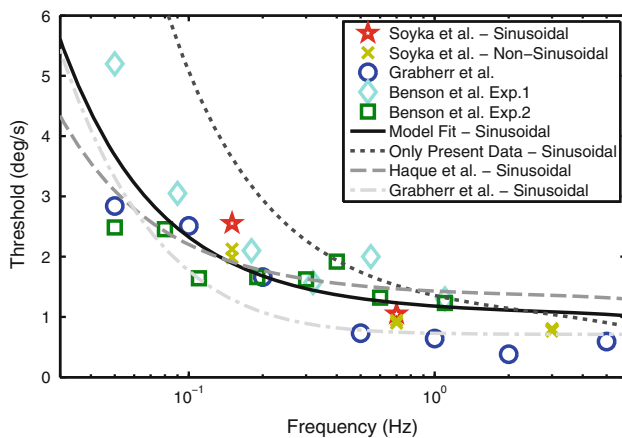 6
5
4
3
2
1
0
Threshold (deg/s)
10⁻¹
10⁰
Frequency (Hz)
Soyka et al. – Sinusoidal
Soyka et al. – Non−Sinusoidal
Grabherr et al.
Benson et al. Exp.1
Benson et al. Exp.2
Model Fit – Sinusoidal
Only Present Data – Sinusoidal
Haque et al. – Sinusoidal
Grabherr et al. – Sinusoidal